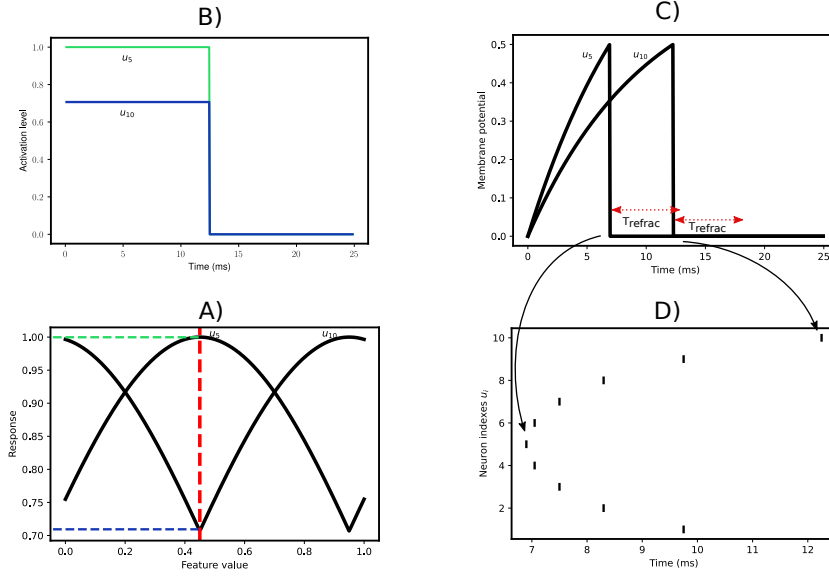 B)
1.0
0.8
0.6
0.4
0.2
0.0
u5
u10
Activation level
0
5
10
15
20
25
Time (ms)
C)
0.5
0.4
0.3
0.2
0.1
0.0
u5
u10
Membrane potential
Trefrac
Trefrac
0
5
10
15
20
25
Time (ms)
A)
1.00
0.95
0.90
0.85
0.80
0.75
0.70
u5
u10
Response
0.0
0.2
0.4
0.6
0.8
1.0
Feature value
D)
10
8
6
4
2
Neuron indexes ui
7
8
9
10
11
12
Time (ms)